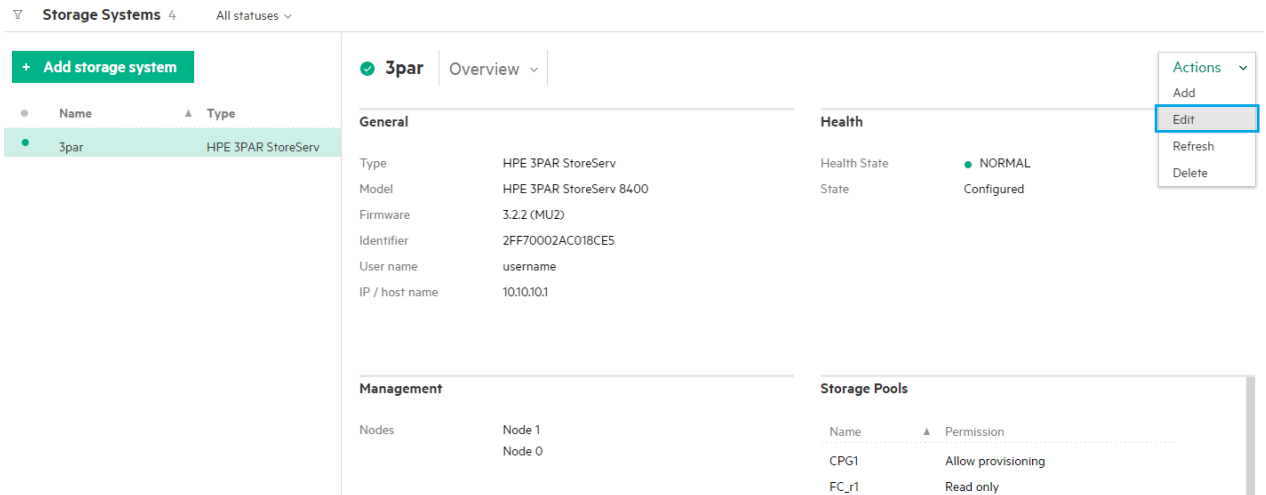 Storage Systems 4 All statuses
+ Add storage system
Name Type
3par HPE 3PAR StoreServ
3par Overview
Actions
Add
Edit
Refresh
Delete
General
Type HPE 3PAR StoreServ
Model HPE 3PAR StoreServ 8400
Firmware 3.2.2 (MU2)
Identifier 2FF70002AC018CE5
User name username
IP / host name 10.10.10.1
Health
Health State NORMAL
State Configured
Management
Nodes Node 1
Node 0
Storage Pools
Name Permission
CPG1 Allow provisioning
FC_r1 Read only